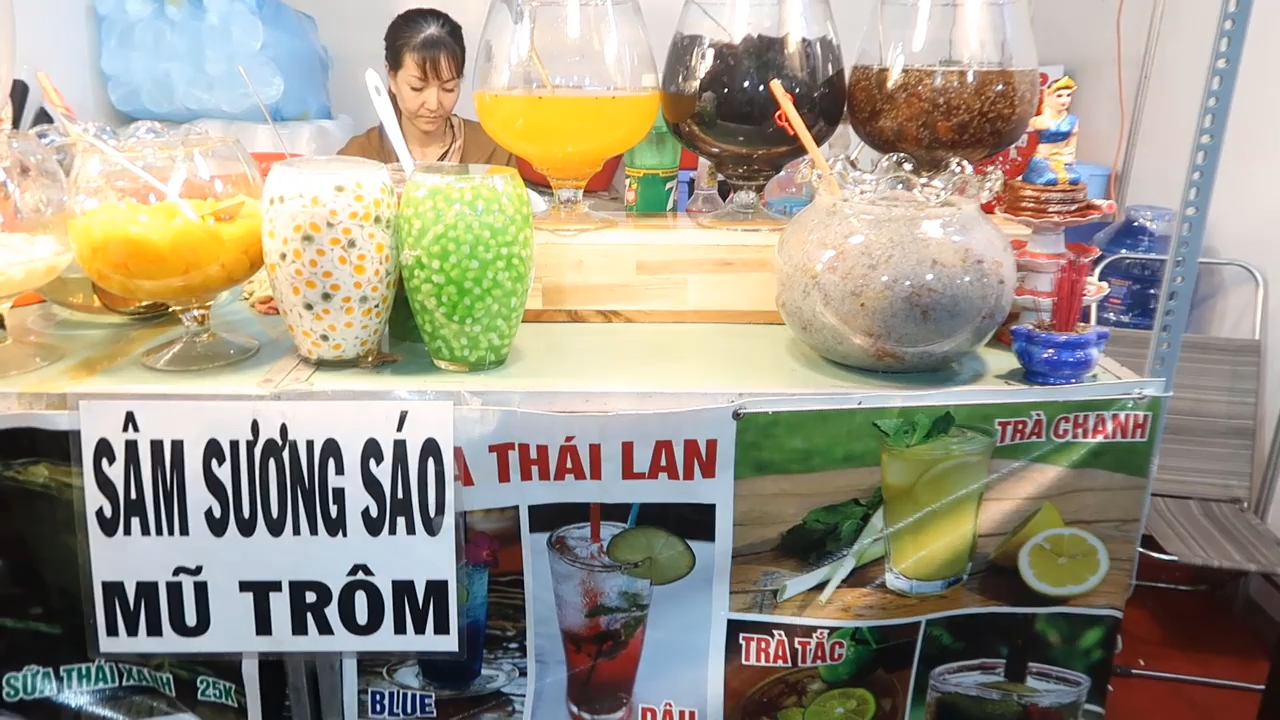 SÂM SƯƠNG SÁO
MŨ TRÔM
A THÁI LAN
TRÀ CHANH
TRÀ TẮC
SỮA THÁI XANH 25K
BLUE
DÂU